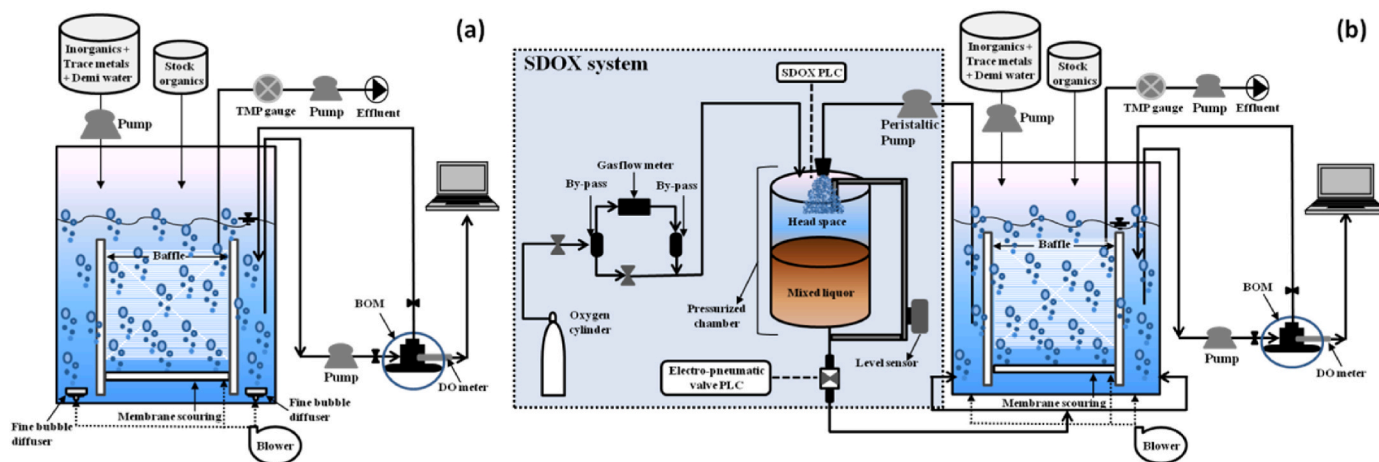 (a)
Inorganics +
Trace metals
+ Demi water
Stock
organics
Pump
TMP gauge
Pump
Effluent
Baffle
BOM
Pump
DO meter
Membrane scouring
Fine bubble
diffuser
Fine bubble
diffuser
Blower
(b)
SDOX system
SDOX PLC
Peristaltic
Pump
Gas flow meter
By-pass
By-pass
Head space
Mixed liquor
Pressurized
chamber
Oxygen
cylinder
Level sensor
Electro-pneumatic
valve PLC
Inorganics +
Trace metals
+ Demi water
Stock
organics
Pump
TMP gauge
Pump
Effluent
Baffle
BOM
Pump
DO meter
Membrane scouring
Blower